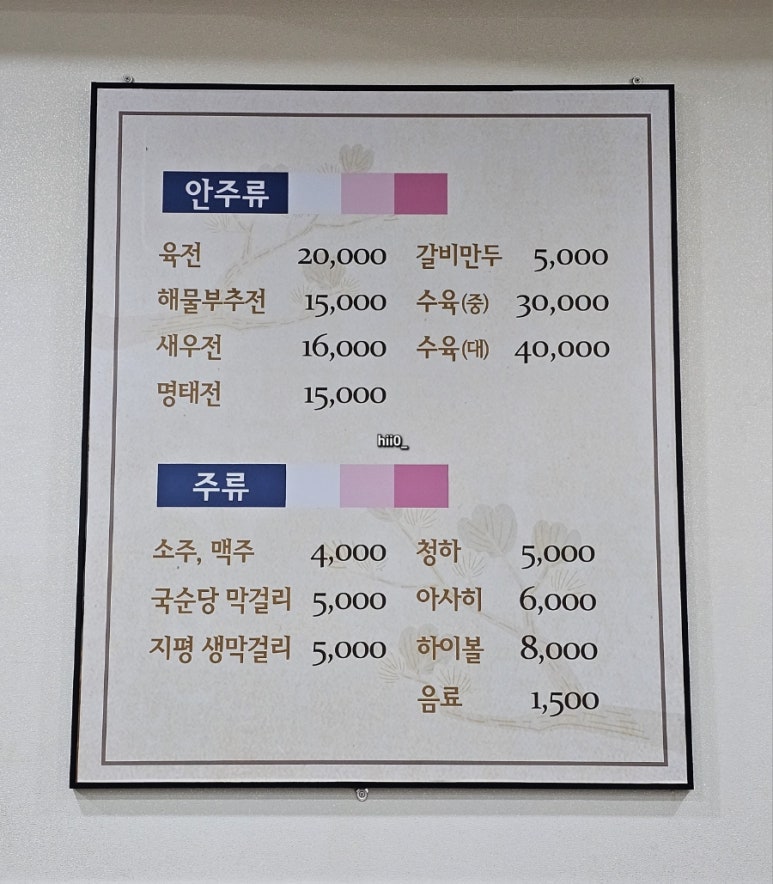 안주류
육전 20,000 갈비만두 5,000
해물부추전 15,000 수육(중) 30,000
새우전 16,000 수육(대) 40,000
명태전 15,000
hii0_
주류
소주, 맥주 4,000 청하 5,000
국순당 막걸리 5,000 아사히 6,000
지평 생막걸리 5,000 하이볼 8,000
음료 1,500